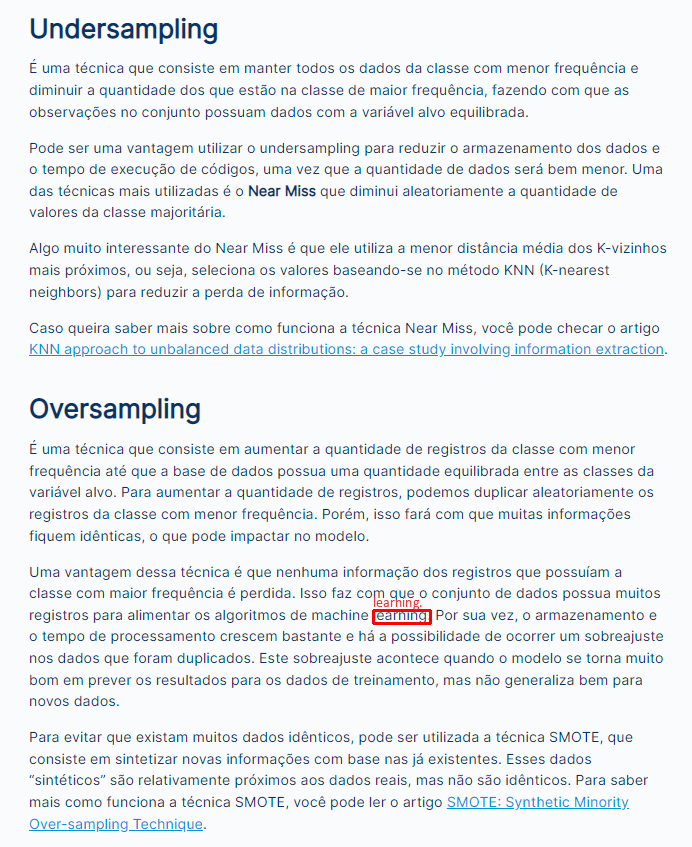 Undersampling
É uma técnica que consiste em manter todos os dados da classe com menor frequência e
diminuir a quantidade dos que estão na classe de maior frequência, fazendo com que as
observações no conjunto possuam dados com a variável alvo equilibrada.
Pode ser uma vantagem utilizar o undersampling para reduzir o armazenamento dos dados e
o tempo de execução de códigos, uma vez que a quantidade de dados será bem menor. Uma
das técnicas mais utilizadas é o Near Miss que diminui aleatoriamente a quantidade de
valores da classe majoritária.
Algo muito interessante do Near Miss é que ele utiliza a menor distância média dos K-vizinhos
mais próximos, ou seja, seleciona os valores baseando-se no método KNN (K-nearest
neighbors) para reduzir a perda de informação.
Caso queira saber mais sobre como funciona a técnica Near Miss, você pode checar o artigo
KNN approach to unbalanced data distributions: a case study involving information extraction.
Oversampling
É uma técnica que consiste em aumentar a quantidade de registros da classe com menor
frequência até que a base de dados possua uma quantidade equilibrada entre as classes da
variável alvo. Para aumentar a quantidade de registros, podemos duplicar aleatoriamente os
registros da classe com menor frequência. Porém, isso fará com que muitas informações
fiquem idênticas, o que pode impactar no modelo.
Uma vantagem dessa técnica é que nenhuma informação dos registros que possuíam a
classe com maior frequência é perdida. Isso faz com que o conjunto de dados possua muitos
learning.
registros para alimentar os algoritmos de machine learning. Por sua vez, o armazenamento e
o tempo de processamento crescem bastante e há a possibilidade de ocorrer um sobreajuste
nos dados que foram duplicados. Este sobreajuste acontece quando o modelo se torna muito
bom em prever os resultados para os dados de treinamento, mas não generaliza bem para
novos dados.
Para evitar que existam muitos dados idênticos, pode ser utilizada a técnica SMOTE, que
consiste em sintetizar novas informações com base nas já existentes. Esses dados
“sintéticos” são relativamente próximos aos dados reais, mas não são idênticos. Para saber
mais como funciona a técnica SMOTE, você pode ler o artigo SMOTE: Synthetic Minority
Over-sampling Technique.